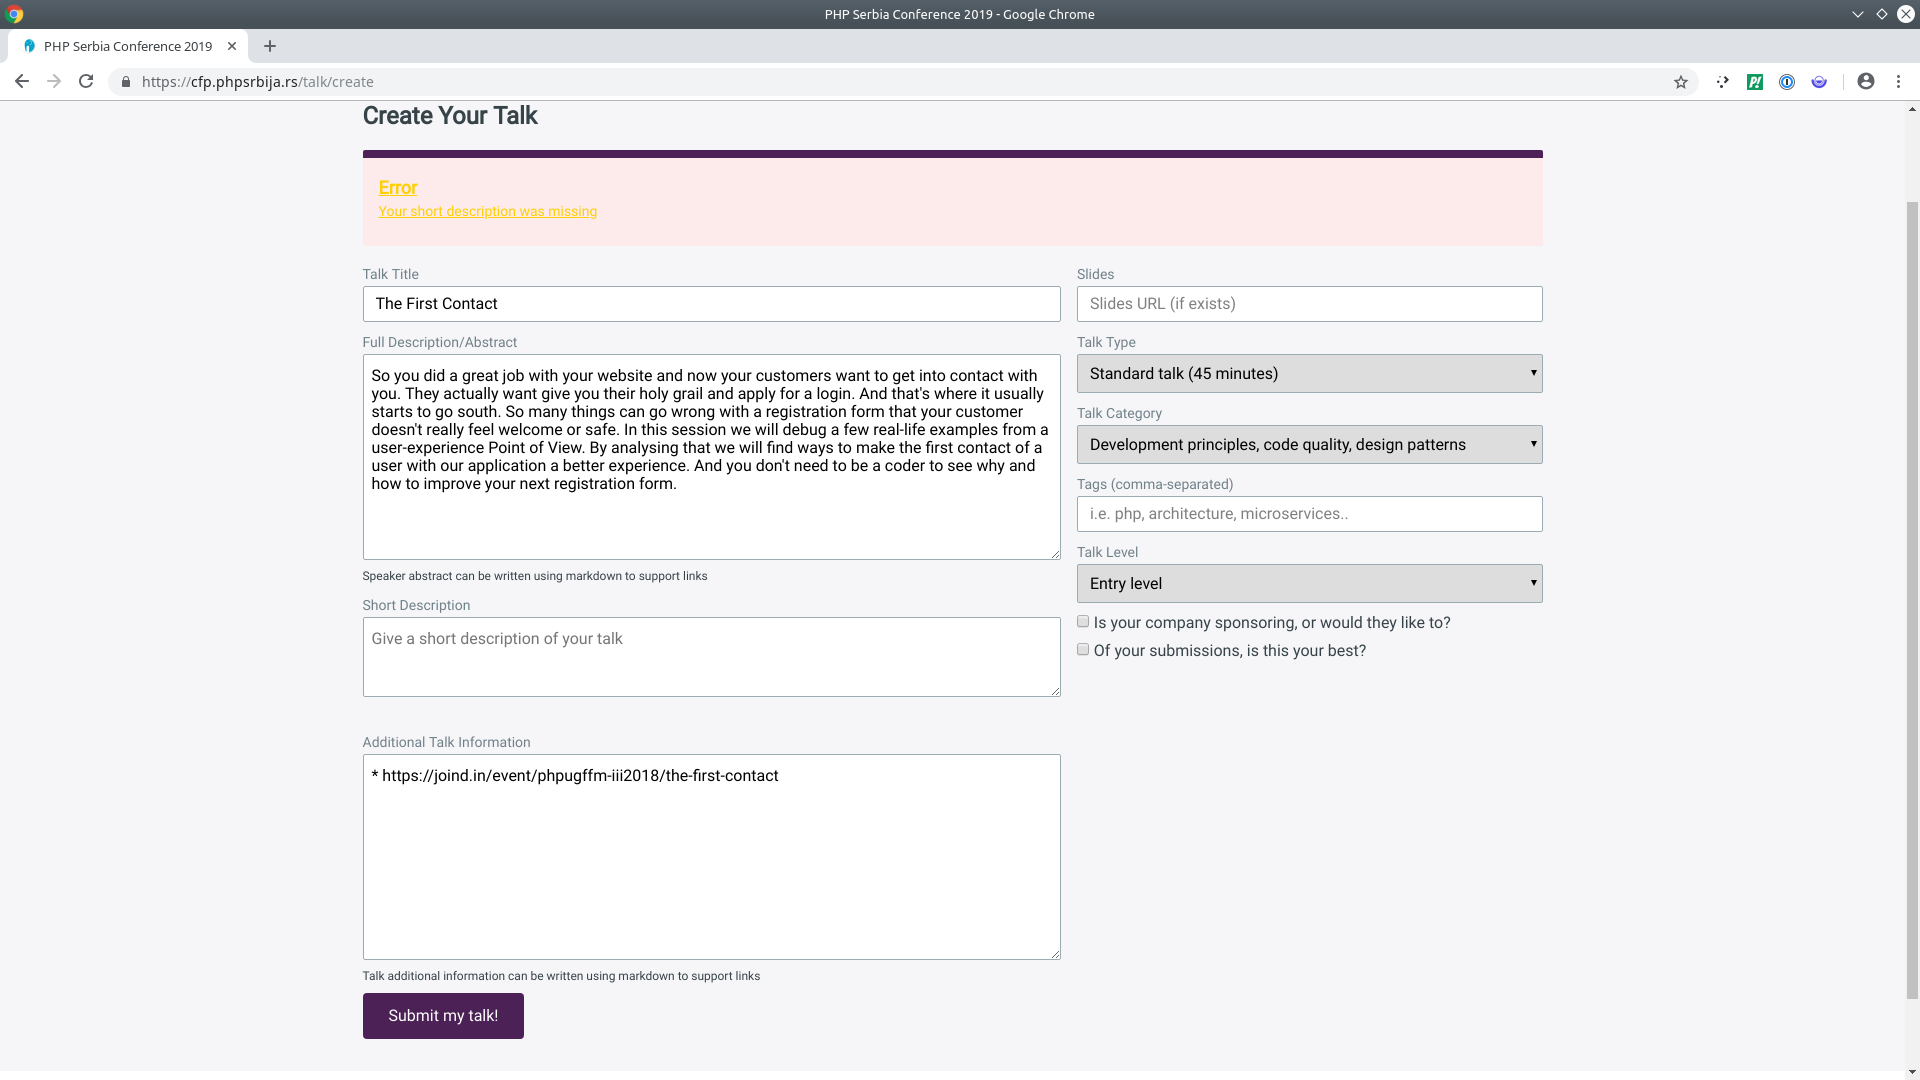 PHP Serbia Conference 2019 - Google Chrome
PHP Serbia Conference 2019
https://cfp.phpsrbija.rs/talk/create
Create Your Talk
Error
Your short description was missing
Talk Title
The First Contact
Full Description/Abstract
So you did a great job with your website and now your customers want to get into contact with
you. They actually want give you their holy grail and apply for a login. And that's where it usually
starts to go south. So many things can go wrong with a registration form that your customer
doesn't really feel welcome or safe. In this session we will debug a few real-life examples from a
user-experience Point of View. By analysing that we will find ways to make the first contact of a
user with our application a better experience. And you don't need to be a coder to see why and
how to improve your next registration form.
Speaker abstract can be written using markdown to support links
Short Description
Give a short description of your talk
Additional Talk Information
* https://joind.in/event/phpugffm-iii2018/the-first-contact
Talk additional information can be written using markdown to support links
Submit my talk!
Slides
Slides URL (if exists)
Talk Type
Standard talk (45 minutes)
Talk Category
Development principles, code quality, design patterns
Tags (comma-separated)
i.e. php, architecture, microservices..
Talk Level
Entry level
Is your company sponsoring, or would they like to?
Of your submissions, is this your best?